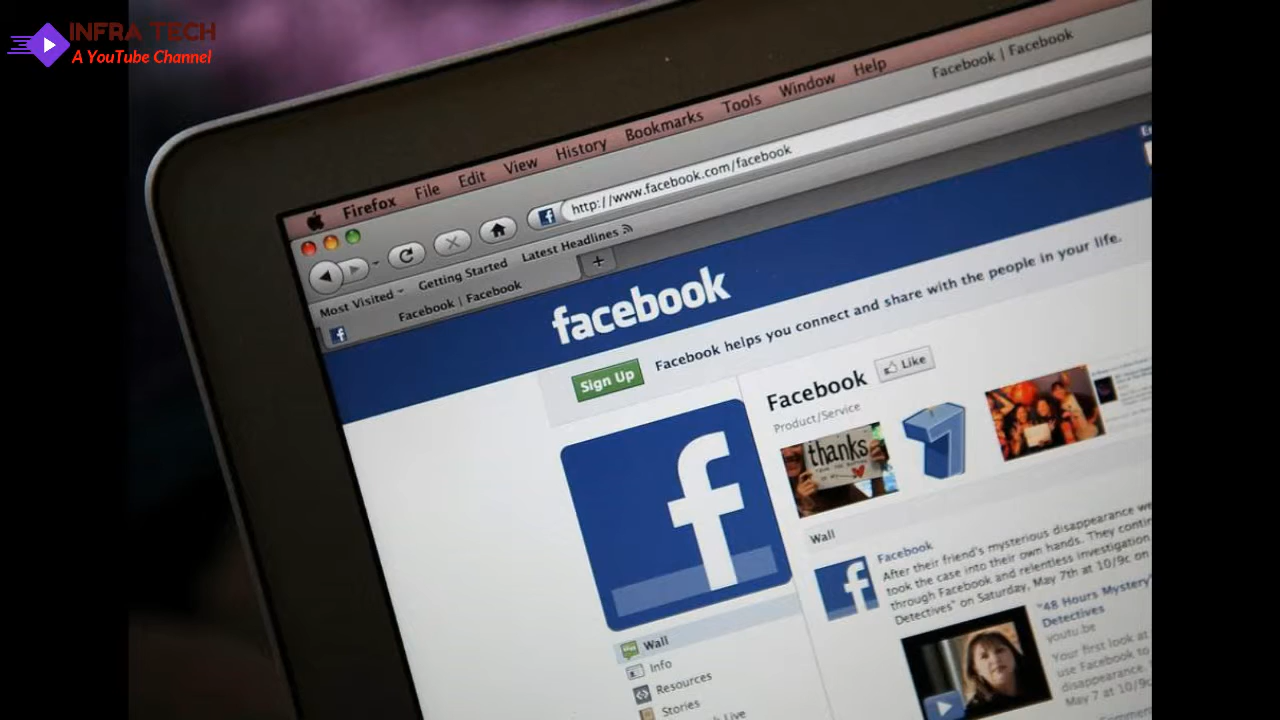 INFRA TECH
A YouTube Channel
Firefox File Edit View History Bookmarks Tools Window Help
Facebook | Facebook
http://www.facebook.com/facebook
Most Visited Getting Started Latest Headlines
Facebook | Facebook
facebook
Sign Up Facebook helps you connect and share with the people in your life.
Facebook Like
Product/Service
thanks
Wall
Facebook
After their friend's mysterious disappearance
took the case into their own hands. They
through Facebook and relentless investigation
Detectives" on Saturday, May 7th at 10/9c on
"48 Hours Mystery"
Detectives
youtu.be
Your first look at
use Facebook to
disappearance.
May 7 at 10/9c
Wall
Info
Resources
Stories
Live